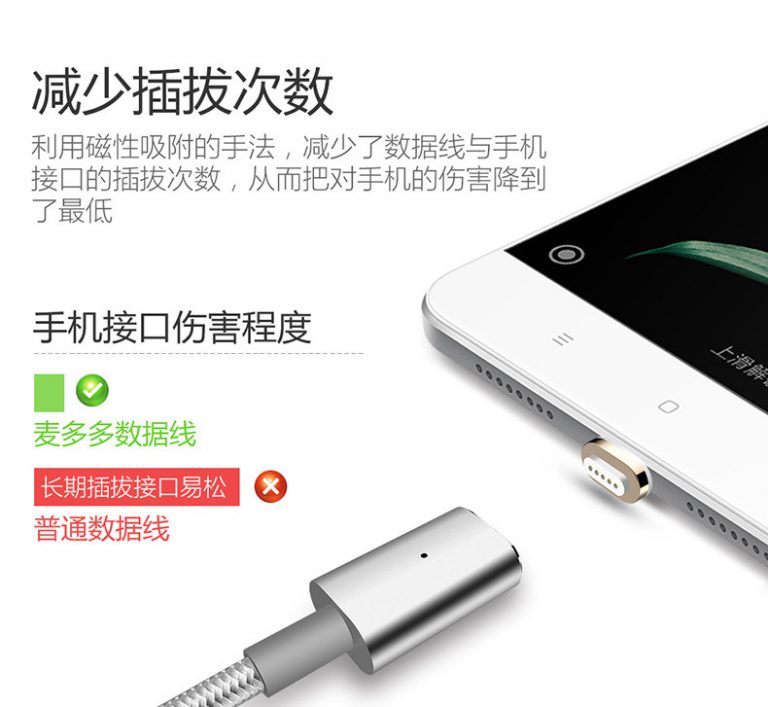 减少插拔次数
利用磁性吸附的手法，减少了数据线与手机
接口的插拔次数，从而把对手机的伤害降到
了最低
手机接口伤害程度
麦多多数据线
长期插拔接口易松
普通数据线
上滑解